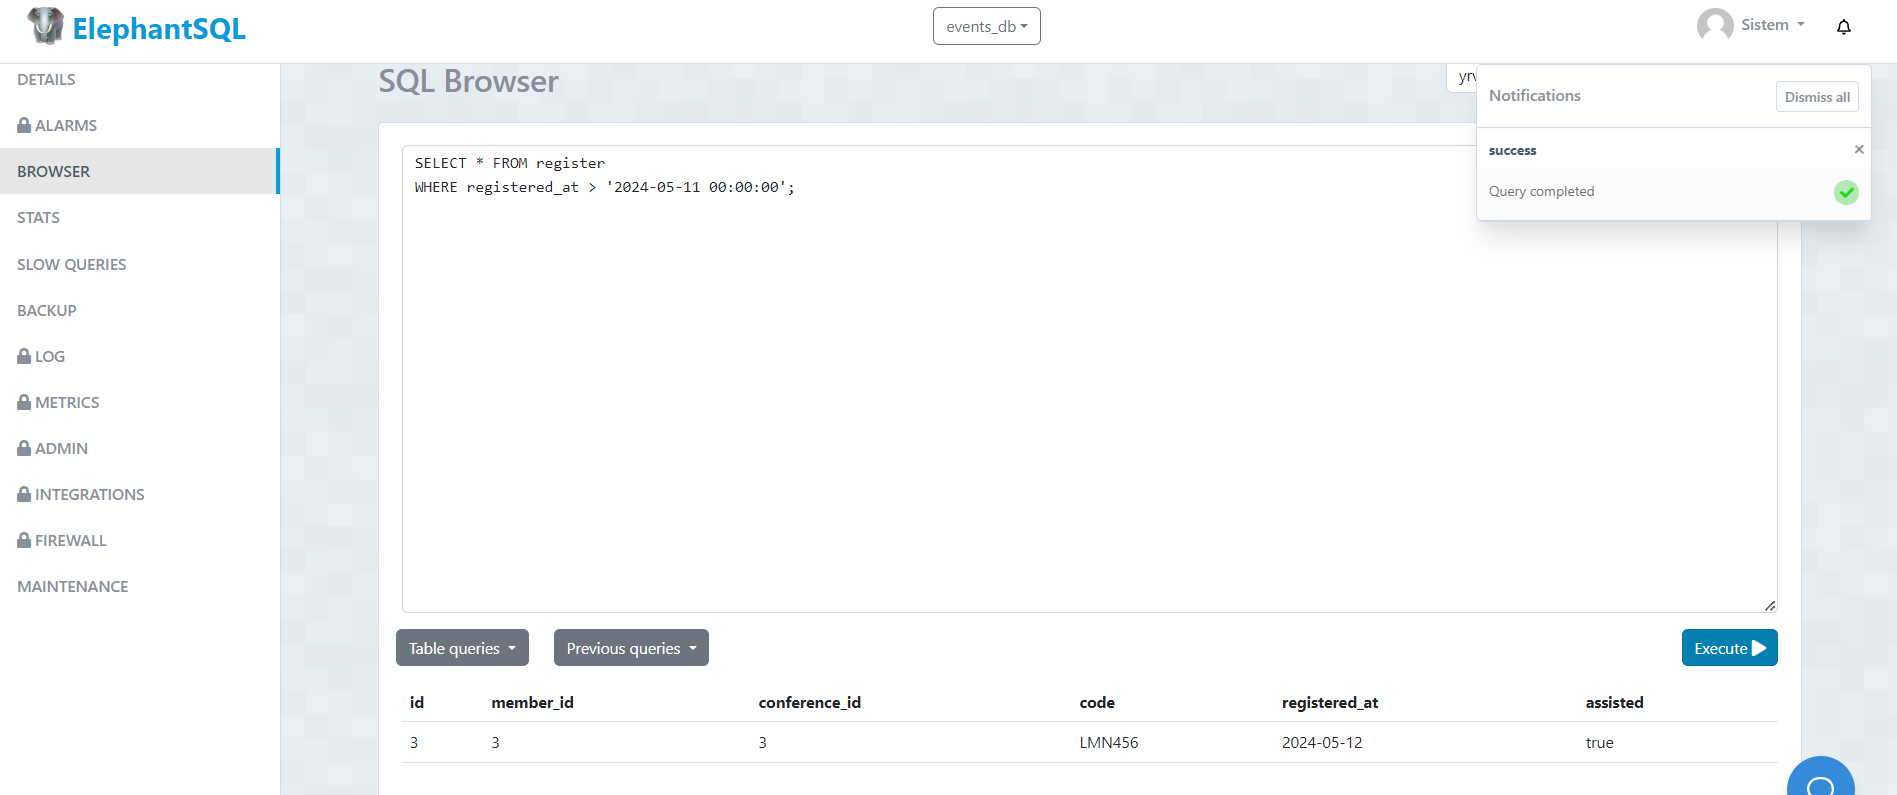 ElephantSQL
events_db
Sistem
DETAILS
ALARMS
BROWSER
STATS
SLOW QUERIES
BACKUP
LOG
METRICS
ADMIN
INTEGRATIONS
FIREWALL
MAINTENANCE
SQL Browser
Notifications
Dismiss all
success
Query completed
SELECT * FROM register
WHERE registered_at > '2024-05-11 00:00:00';
Table queries
Previous queries
Execute
id member_id conference_id code registered_at assisted
3 3 3 LMN456 2024-05-12 true